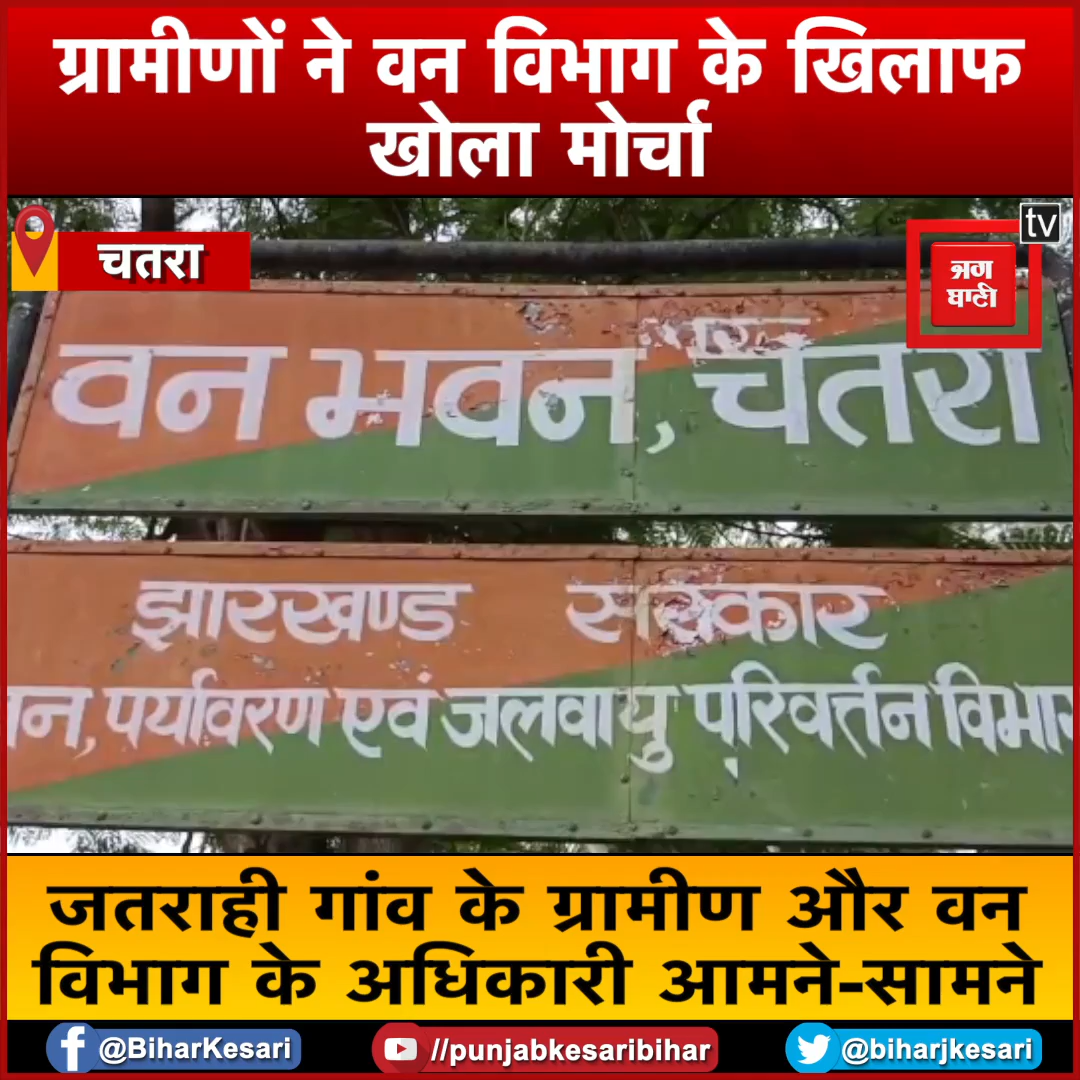 ग्रामीणों ने वन विभाग के खिलाफ
खोला मोर्चा
चतरा
tv
वन भवन, चतरा
झारखण्ड सरकार
वन, पर्यावरण एवं जलवायु परिवर्त्तन विभाग
जतराही गांव के ग्रामीण और वन
विभाग के अधिकारी आमने-सामने
@BiharKesari
//punjabkesaribihar
@biharjkesari